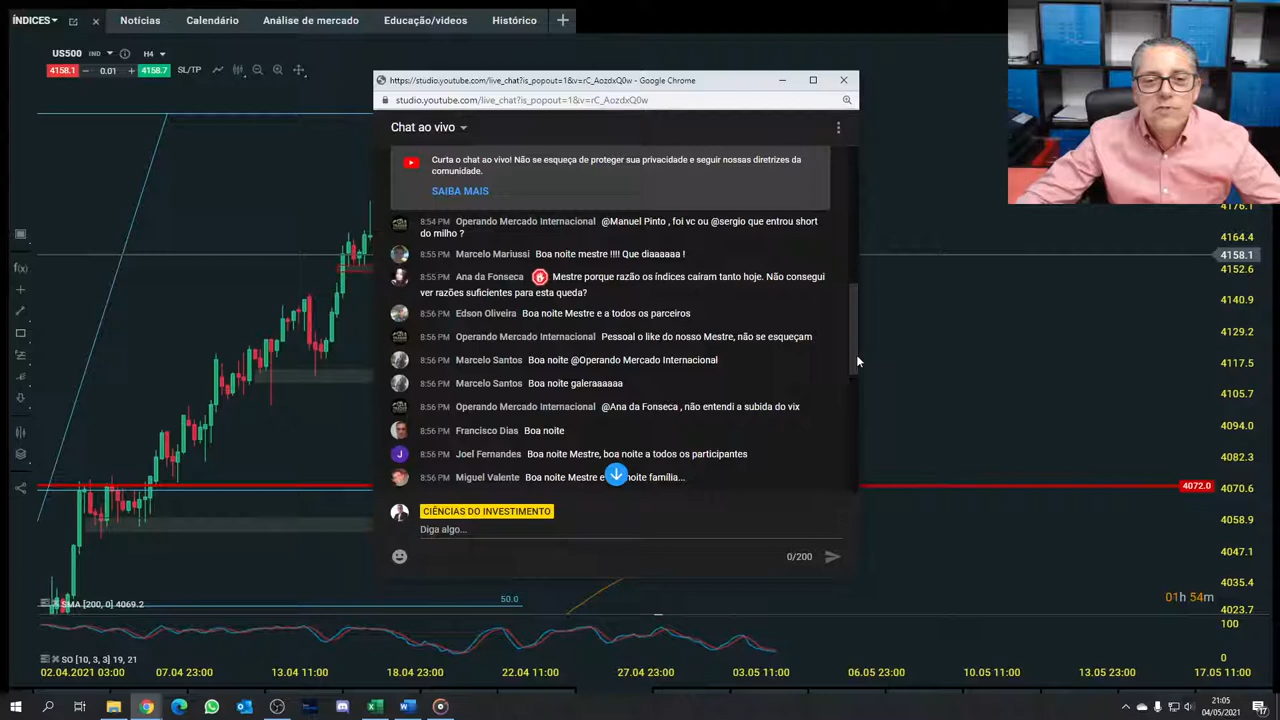 ÍNDICES
Notícias
Calendário
Análise de mercado
Educação/videos
Histórico
US500 IND H4
4158.1 0.01 4158.7 SL/TP
https://studio.youtube.com/live_chat?is_popout=1&v=rC_AozdxQ0w - Google Chrome
studio.youtube.com/live_chat?is_popout=1&v=rC_AozdxQ0w
Chat ao vivo
Curta o chat ao vivo! Não se esqueça de proteger sua privacidade e seguir nossas diretrizes da
comunidade.
SAIBA MAIS
8:54 PM Operando Mercado Internacional @Manuel Pinto , foi vc ou @sergio que entrou short
do milho ?
8:55 PM Marcelo Mariussi Boa noite mestre !!!! Que diaaaaaa !
8:55 PM Ana da Fonseca Mestre porque razão os índices caíram tanto hoje. Não consegui
ver razões suficientes para esta queda?
8:56 PM Edson Oliveira Boa noite Mestre e a todos os parceiros
8:56 PM Operando Mercado Internacional Pessoal o like do nosso Mestre, não se esqueçam
8:56 PM Marcelo Santos Boa noite @Operando Mercado Internacional
8:56 PM Marcelo Santos Boa noite galeraaaaaa
8:56 PM Operando Mercado Internacional @Ana da Fonseca , não entendi a subida do vix
8:56 PM Francisco Dias Boa noite
J 8:56 PM Joel Fernandes Boa noite Mestre, boa noite a todos os participantes
8:56 PM Miguel Valente Boa noite Mestre e noite família...
CIÊNCIAS DO INVESTIMENTO
Diga algo...
0/200
4176.1
4164.4
4158.1
4152.6
4140.9
4129.2
4117.5
4105.7
4094.0
4082.3
4072.0
4070.6
4058.9
4047.1
4035.4
4023.7
01h 54m
50.0
SMA [200, 0] 4069.2
100
0
SO [10, 3, 3] 19, 21
02.04.2021 03:00
07.04 23:00
13.04 11:00
18.04 23:00
22.04 11:00
27.04 23:00
03.05 11:00
06.05 23:00
10.05 11:00
13.05 23:00
17.05 11:00
21:05
04/05/2021
17